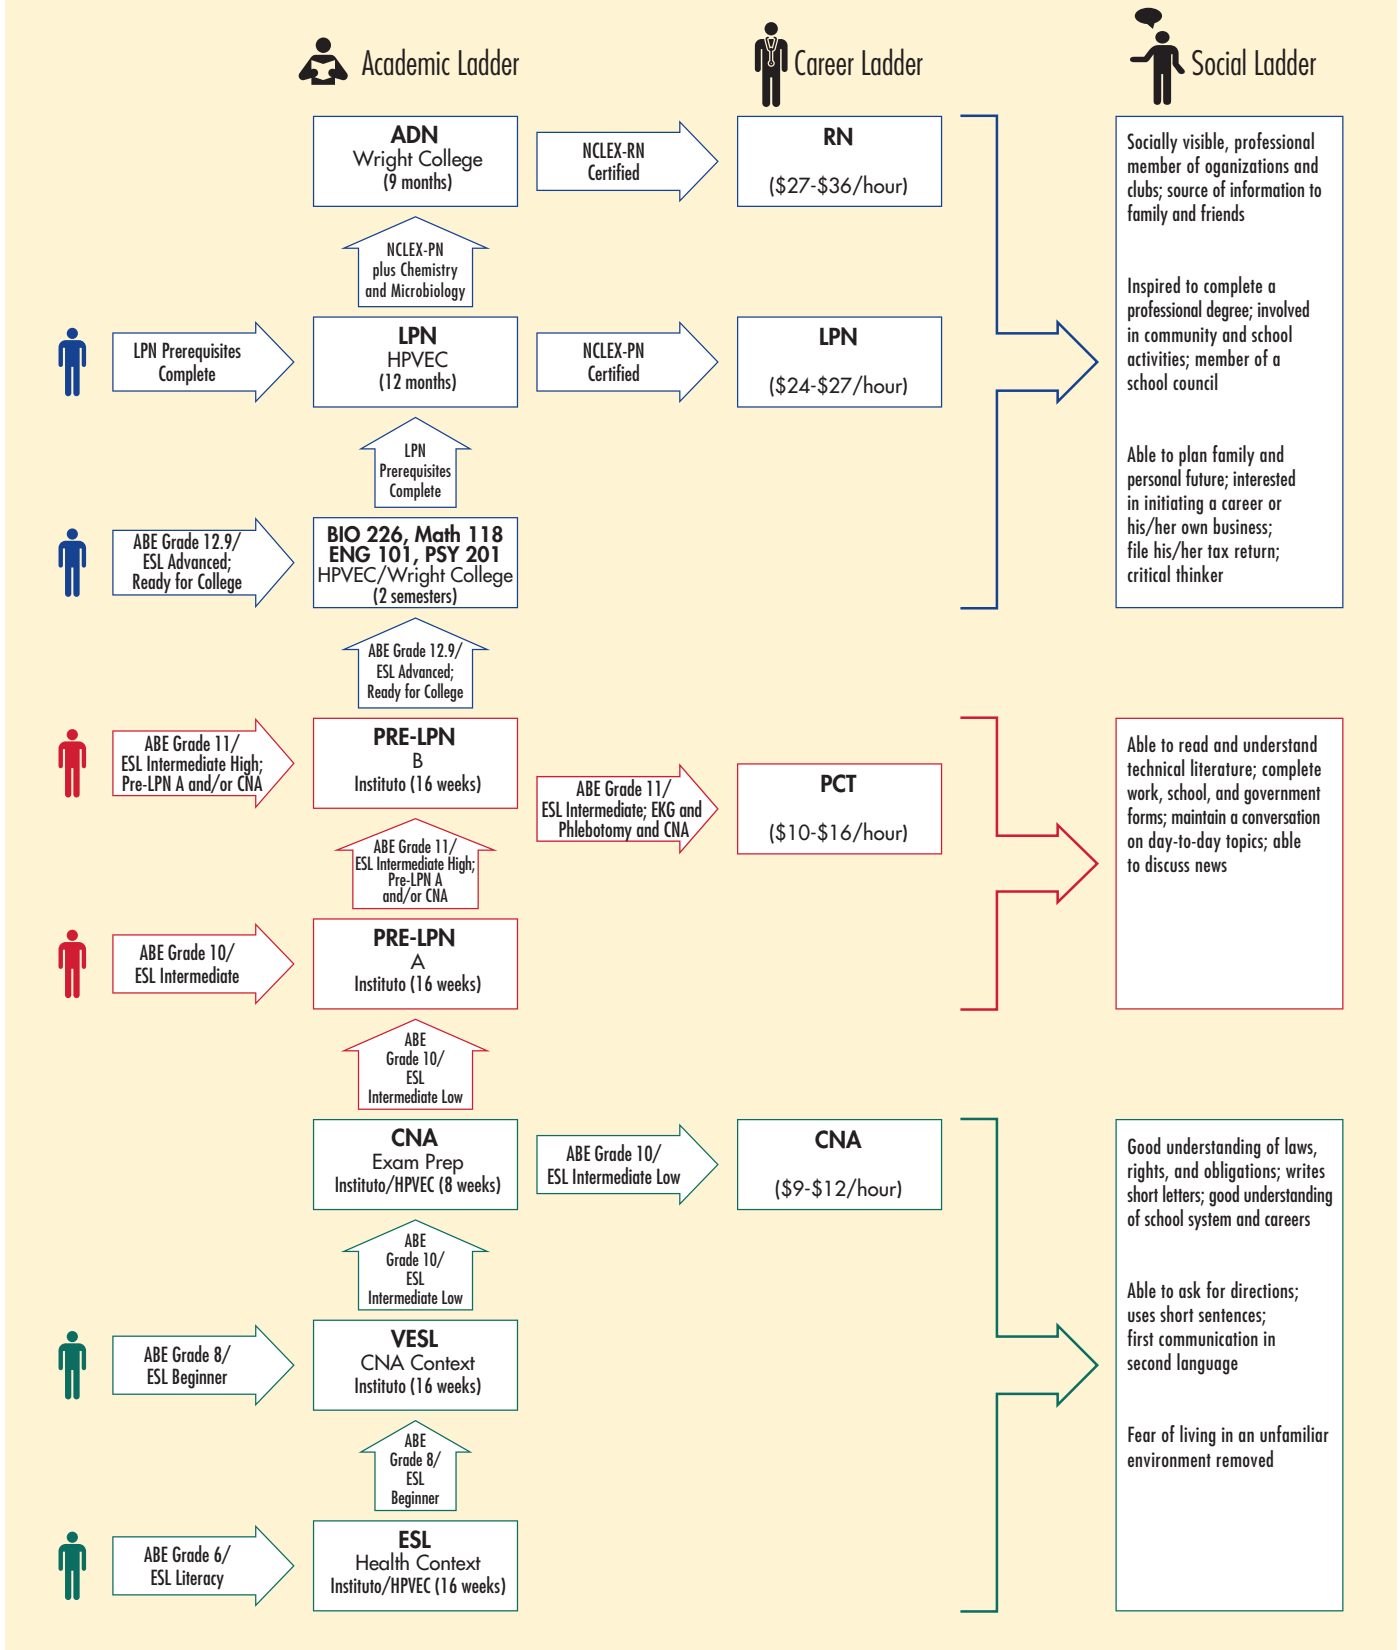 Academic Ladder
Career Ladder
Social Ladder
ADN
Wright College
(9 months)
NCLEX-RN
Certified
RN
($27-$36/hour)
Socially visible, professional
member of oganizations and
clubs; source of information to
family and friends
Inspired to complete a
professional degree; involved
in community and school
activities; member of a
school council
Able to plan family and
personal future; interested
in initiating a career or
his/her own business;
file his/her tax return;
critical thinker
NCLEX-PN
plus Chemistry
and Microbiology
LPN Prerequisites
Complete
LPN
HPVEC
(12 months)
NCLEX-PN
Certified
LPN
($24-$27/hour)
LPN
Prerequisites
Complete
ABE Grade 12.9/
ESL Advanced;
Ready for College
BIO 226, Math 118
ENG 101, PSY 201
HPVEC/Wright College
(2 semesters)
ABE Grade 12.9/
ESL Advanced;
Ready for College
ABE Grade 11/
ESL Intermediate High;
Pre-LPN A and/or CNA
PRE-LPN
B
Instituto (16 weeks)
ABE Grade 11/
ESL Intermediate; EKG and
Phlebotomy and CNA
PCT
($10-$16/hour)
Able to read and understand
technical literature; complete
work, school, and government
forms; maintain a conversation
on day-to-day topics; able
to discuss news
ABE Grade 11/
ESL Intermediate High;
Pre-LPN A
and/or CNA
ABE Grade 10/
ESL Intermediate
PRE-LPN
A
Instituto (16 weeks)
ABE
Grade 10/
ESL
Intermediate Low
CNA
Exam Prep
Instituto/HPVEC (8 weeks)
ABE Grade 10/
ESL Intermediate Low
CNA
($9-$12/hour)
Good understanding of laws,
rights, and obligations; writes
short letters; good understanding
of school system and careers
Able to ask for directions;
uses short sentences;
first communication in
second language
Fear of living in an unfamiliar
environment removed
ABE
Grade 10/
ESL
Intermediate Low
ABE Grade 8/
ESL Beginner
VESL
CNA Context
Instituto (16 weeks)
ABE
Grade 8/
ESL
Beginner
ABE Grade 6/
ESL Literacy
ESL
Health Context
Instituto/HPVEC (16 weeks)